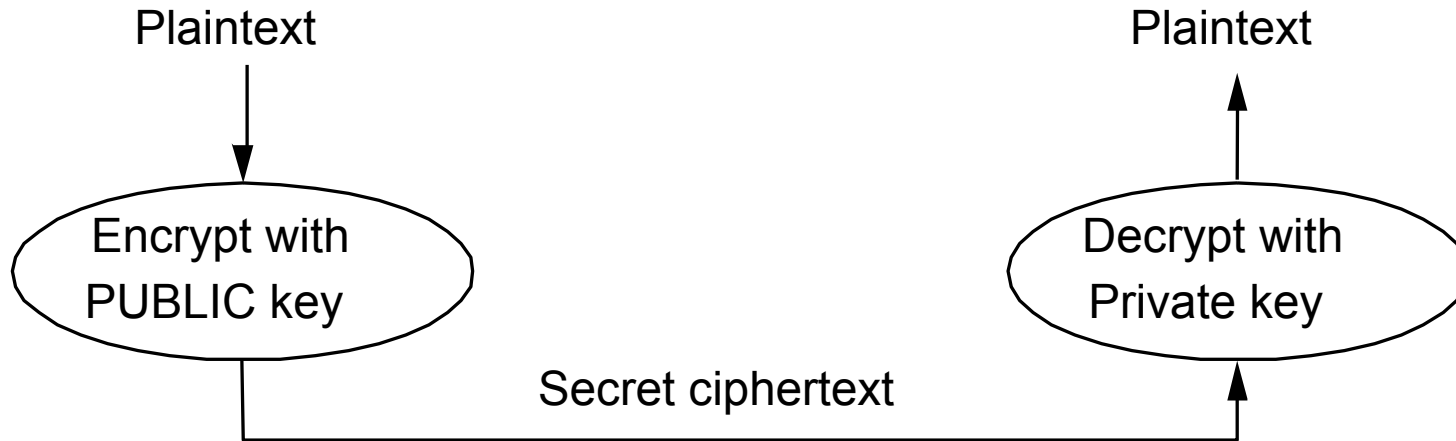 Plaintext
Plaintext
Encrypt with
PUBLIC key
Decrypt with
Private key
Secret ciphertext